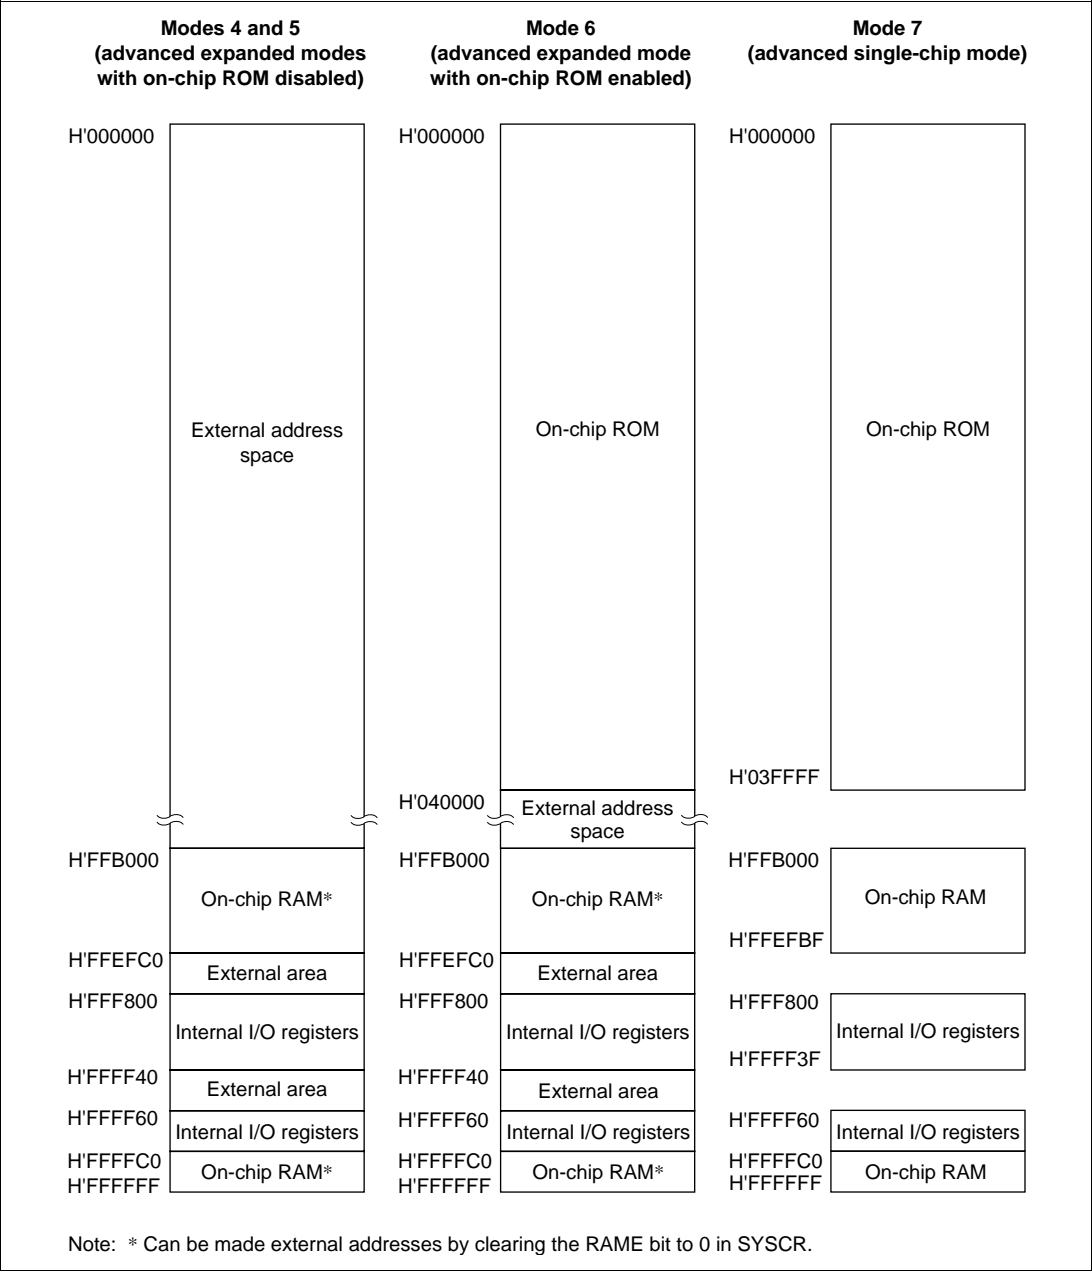 Modes 4 and 5
(advanced expanded modes
with on-chip ROM disabled)
H'000000
External address
space
H'FFB000
On-chip RAM*
H'FFEFC0
External area
H'FFF800
Internal I/O registers
H'FFFF40
External area
H'FFFF60
Internal I/O registers
H'FFFFC0
On-chip RAM*
H'FFFFFF
Mode 6
(advanced expanded mode
with on-chip ROM enabled)
H'000000
On-chip ROM
H'040000
External address
space
H'FFB000
On-chip RAM*
H'FFEFC0
External area
H'FFF800
Internal I/O registers
H'FFFF40
External area
H'FFFF60
Internal I/O registers
H'FFFFC0
On-chip RAM*
H'FFFFFF
Mode 7
(advanced single-chip mode)
H'000000
On-chip ROM
H'03FFFF
H'FFB000
On-chip RAM
H'FFEFBF
H'FFF800
Internal I/O registers
H'FFFF3F
H'FFFF60
Internal I/O registers
H'FFFFC0
On-chip RAM
H'FFFFFF
Note: * Can be made external addresses by clearing the RAME bit to 0 in SYSCR.